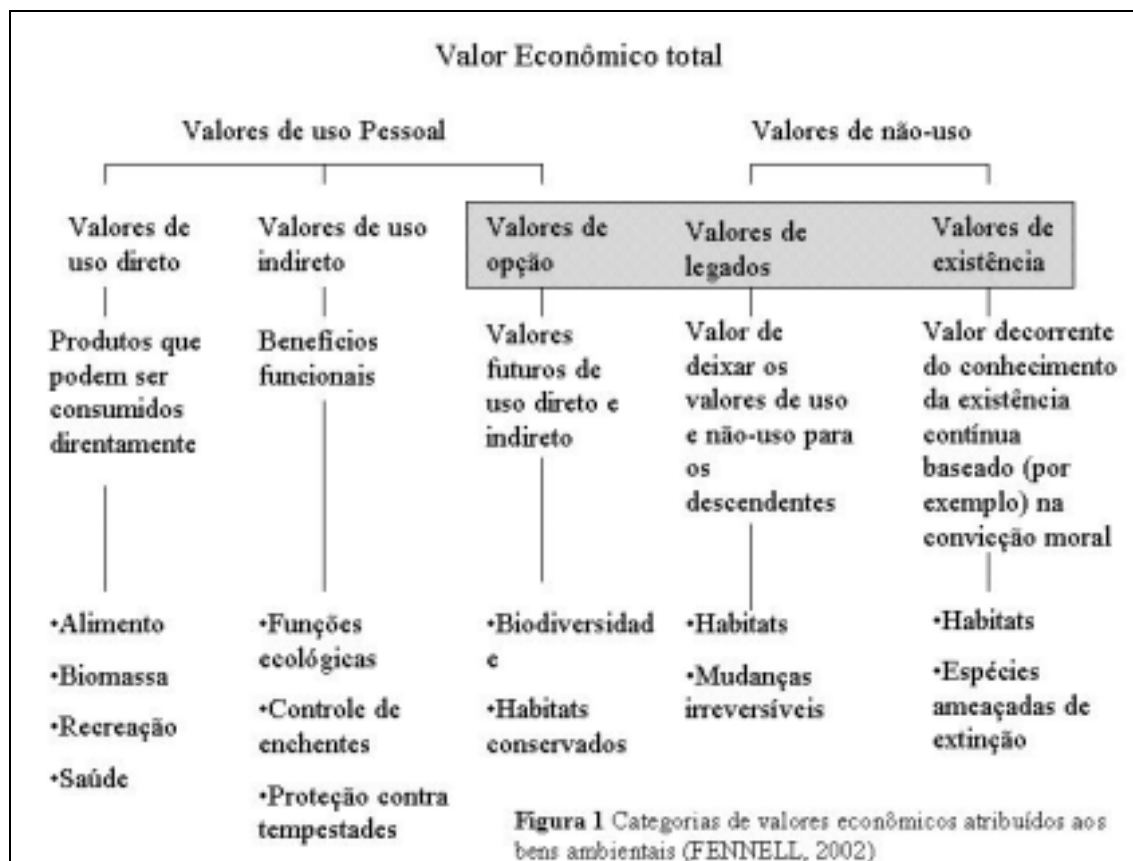 Valor Econômico total
Valores de uso Pessoal
Valores de não-uso
Valores de
uso direto
Valores de uso
indireto
Valores de
opção
Valores de
legados
Valores de
existência
Produtos que
podem ser
consumidos
direntamente
Beneficios
funcionais
Valores
futuros de
uso direto e
indireto
Valor de
deixar os
valores de uso
e não-uso para
os
descendentes
Valor decorrente
do conhecimento
da existência
contínua
baseado (por
exemplo) na
convicção moral
•Alimento
•Biomassa
•Recreação
•Saúde
•Funções
ecológicas
•Controle de
enchentes
•Proteção contra
tempestades
•Biodiversidad
e
•Habitats
conservados
•Habitats
•Mudanças
irreversíveis
•Habitats
•Espécies
ameaçadas de
extinção
Figura 1 Categorias de valores econômicos atribuídos aos
bens ambientais (FENNELL, 2002)